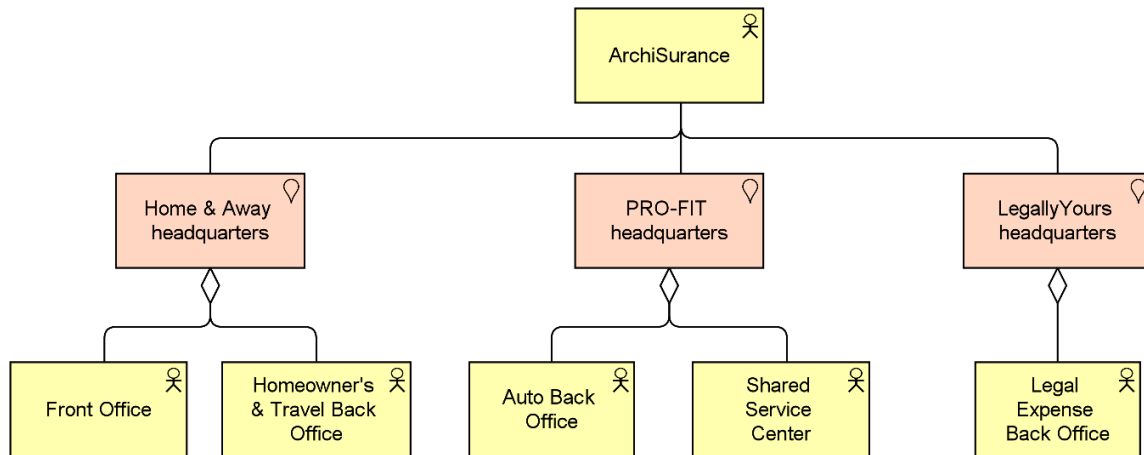 ArchiSurance
Home & Away
headquarters
PRO-FIT
headquarters
LegallyYours
headquarters
Front Office
Homeowner's
& Travel Back
Office
Auto Back
Office
Shared
Service
Center
Legal
Expense
Back Office